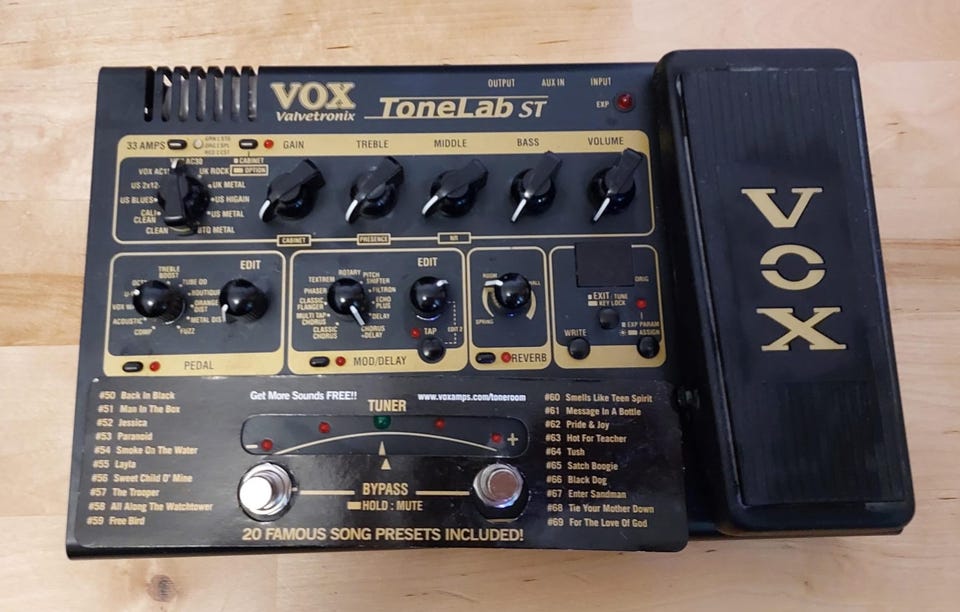 OUTPUT AUX IN INPUT
VOX
Valvetronix
ToneLab ST
EXP
33 AMPS
CABINET
OPTION
GAIN TREBLE MIDDLE BASS VOLUME
AC30
VOX AC15
UK ROCK
US 2x12
UK METAL
US BLUES
US HIGAIN
CALI CLEAN
US METAL
CLEAN
BTQ METAL
CABINET PRESENCE NR
TREBLE BOOST
TUBE OD
EDIT
BOUTIQUE
ORANGE DIST
METAL DIST
FUZZ
COMP
ACOUSTIC
PEDAL
ROTARY
PITCH SHIFTER
FILTRON
ECHO PLUS
DELAY
CHORUS +DELAY
CLASSIC CHORUS
MULTI TAP CHORUS
CLASSIC FLANGER
PHASER
TEXTREM
EDIT
TAP
EDIT 2
MOD/DELAY
ROOM
HALL
SPRING
REVERB
ORIG
EXIT/TUNE
KEY LOCK
WRITE
EXP PARAM
ASSIGN
VOX
#50 Back In Black
#51 Man In The Box
#52 Jessica
#53 Paranoid
#54 Smoke On The Water
#55 Layla
#56 Sweet Child O' Mine
#57 The Trooper
#58 All Along The Watchtower
#59 Free Bird
Get More Sounds FREE!!
www.voxamps.com/toneroom
TUNER
- +
BYPASS
HOLD : MUTE
20 FAMOUS SONG PRESETS INCLUDED!
#60 Smells Like Teen Spirit
#61 Message In A Bottle
#62 Pride & Joy
#63 Hot For Teacher
#64 Tush
#65 Satch Boogie
#66 Black Dog
#67 Enter Sandman
#68 Tie Your Mother Down
#69 For The Love Of God